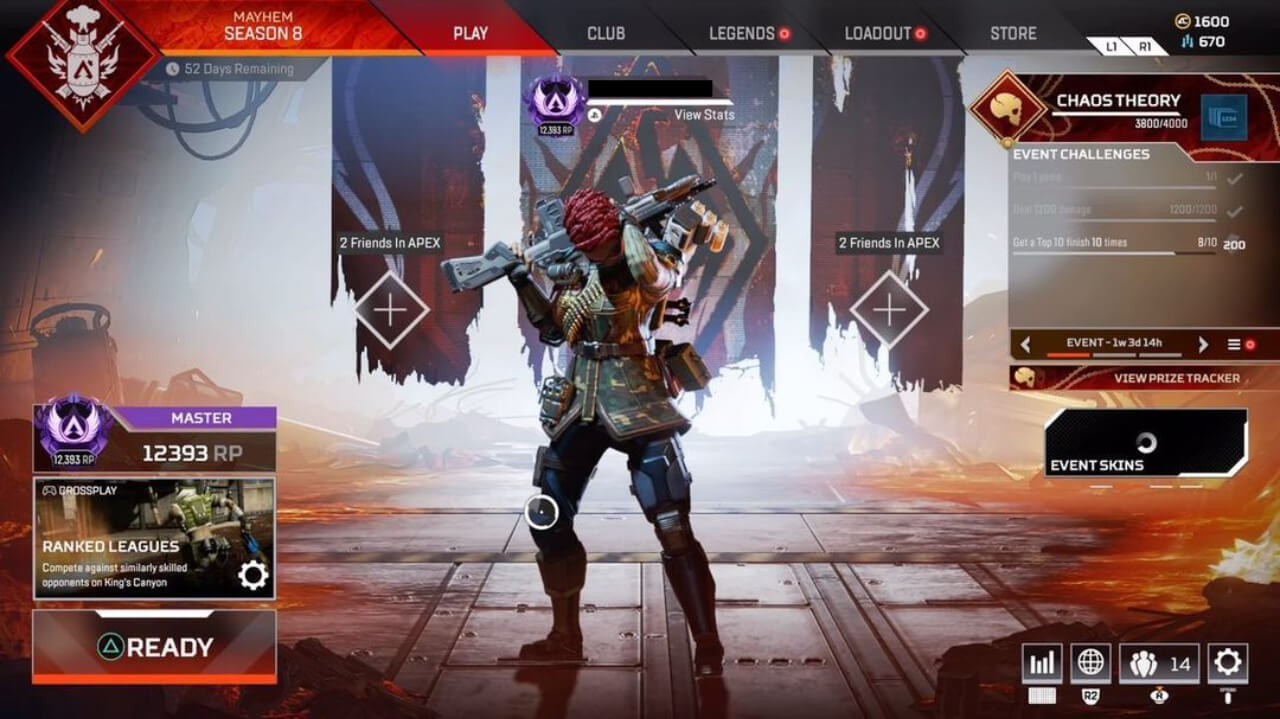 MAYHEM
SEASON 8
52 Days Remaining
PLAY
CLUB
LEGENDS
LOADOUT
STORE
L1
R1
1600
670
12,393 RP
View Stats
CHAOS THEORY
3800/4000
1234
EVENT CHALLENGES
Play 1 game
1/1
Deal 1200 damage
1200/1200
Get a Top 10 finish 10 times
8/10
200
2 Friends In APEX
2 Friends In APEX
EVENT - 1w 3d 14h
VIEW PRIZE TRACKER
EVENT SKINS
MASTER
12393 RP
12,393 RP
CROSSPLAY
RANKED LEAGUES
Compete against similarly skilled
opponents on King's Canyon
READY
14
R2
R